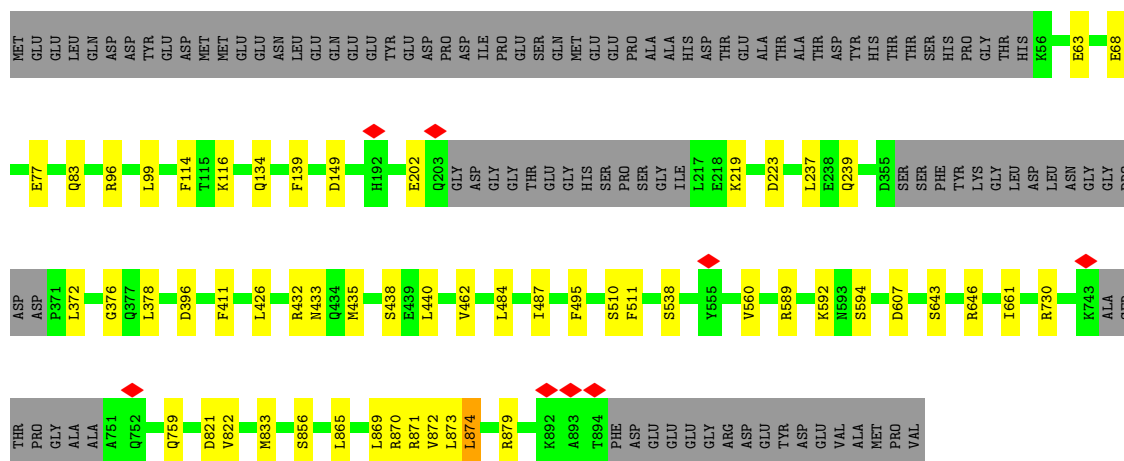 MET GLU GLU LEU GLN ASP ASP TYR GLU ASP MET MET GLU GLU ASN LEU GLU GLN GLU GLU TYR GLU ASP PRO ASP ILE PRO GLU SER GLN MET GLU GLU PRO ALA ALA HIS ASP THR GLU ALA THR ALA THR ASP TYR HIS THR THR SER HIS PRO GLY THR HIS K56 E63 E68
E77 Q83 R96 L99 F114 T115 K116 Q134 F139 D149 H192 E202 Q203 GLY ASP GLY GLY THR GLU GLY HIS SER PRO SER GLY ILE L217 E218 K219 D223 L237 E238 Q239 D355 SER SER PHE TYR LYS GLY LEU ASP LEU ASN GLY GLY PRO
ASP ASP P371 L372 G376 Q377 L378 D396 F411 L426 R432 N433 Q434 M435 S438 E439 L440 V462 L484 I487 F495 S510 F511 S538 Y555 V560 R589 K592 N593 S594 D607 S643 R646 I661 R730 K743 ALA
THR PRO GLY ALA ALA A751 Q752 Q759 D821 V822 M833 S856 L865 L869 R870 R871 V872 L873 L874 R879 K892 A893 T894 PHE ASP GLU GLU GLU GLY ARG ASP GLU TYR ASP GLU VAL ALA MET PRO VAL